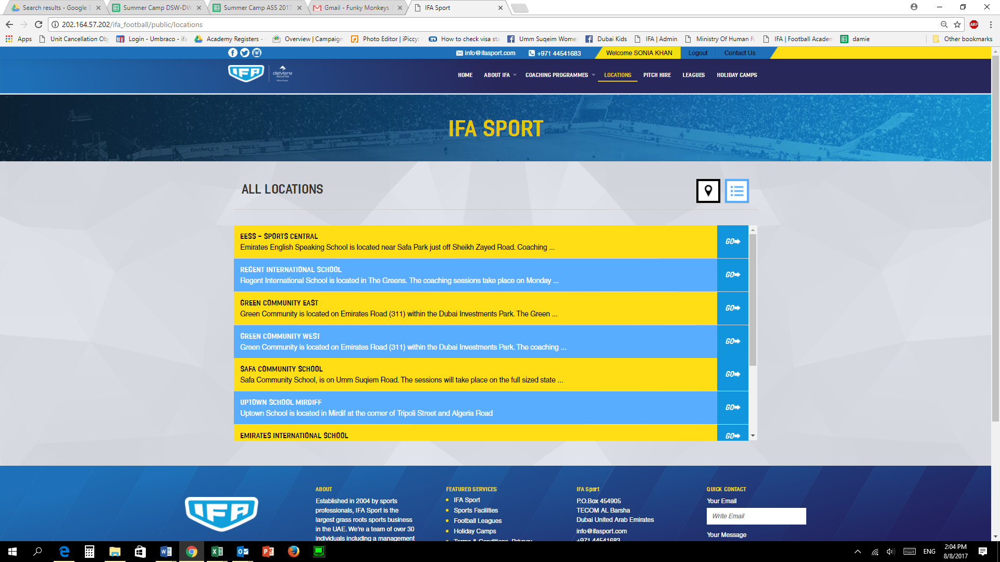 Search results - Google D
Summer Camp DSW-DW
Summer Camp ASS 2017
Gmail - Funky Monkeys
IFA Sport
202.164.57.202/ifa_football/public/locations
ABP
Apps
Unit Cancellation Obj
Login - Umbraco - ifa
Academy Registers -
Overview | Campaign
Photo Editor | iPiccy:
How to check visa sta
Umm Suqeim Wome
Dubai Kids
IFA | Admin
Ministry Of Human R
IFA | Football Academ
damie
Other bookmarks
info@ifasport.com
+971 44541683
Welcome SONIA KHAN
Logout
Contact Us
IFA
deVere
Acuma
HOME
ABOUT IFA
COACHING PROGRAMMES
LOCATIONS
PITCH HIRE
LEAGUES
HOLIDAY CAMPS
IFA SPORT
ALL LOCATIONS
EESS - SPORTS CENTRAL
Emirates English Speaking School is located near Safa Park just off Sheikh Zayed Road. Coaching ...
GO
REGENT INTERNATIONAL SCHOOL
Regent International School is located in The Greens. The coaching sessions take place on Monday ...
GO
GREEN COMMUNITY EAST
Green Community is located on Emirates Road (311) within the Dubai Investments Park. The Green ...
GO
GREEN COMMUNITY WEST
Green Community is located on Emirates Road (311) within the Dubai Investments Park. The coaching ...
GO
SAFA COMMUNITY SCHOOL
Safa Community School, is on Umm Suqiem Road. The sessions will take place on the full sized state ...
GO
UPTOWN SCHOOL MIRDIFF
Uptown School is located in Mirdif at the corner of Tripoli Street and Algeria Road
GO
EMIRATES INTERNATIONAL SCHOOL
GO
IFA
ABOUT
Established in 2004 by sports
professionals, IFA Sport is the
largest grass roots sports business
in the UAE. We're a team of over 30
individuals including a management
FEATURED SERVICES
IFA Sport
Sports Facilities
Football Leagues
Holiday Camps
Terms & Conditions, Privacy
IFA Sport
P.O.Box 454905
TECOM AL Barsha
Dubai United Arab Emirates
info@ifasport.com
+971 44541683
QUICK CONTACT
Your Email
Write Email
Your Message
ENG
2:04 PM
8/8/2017